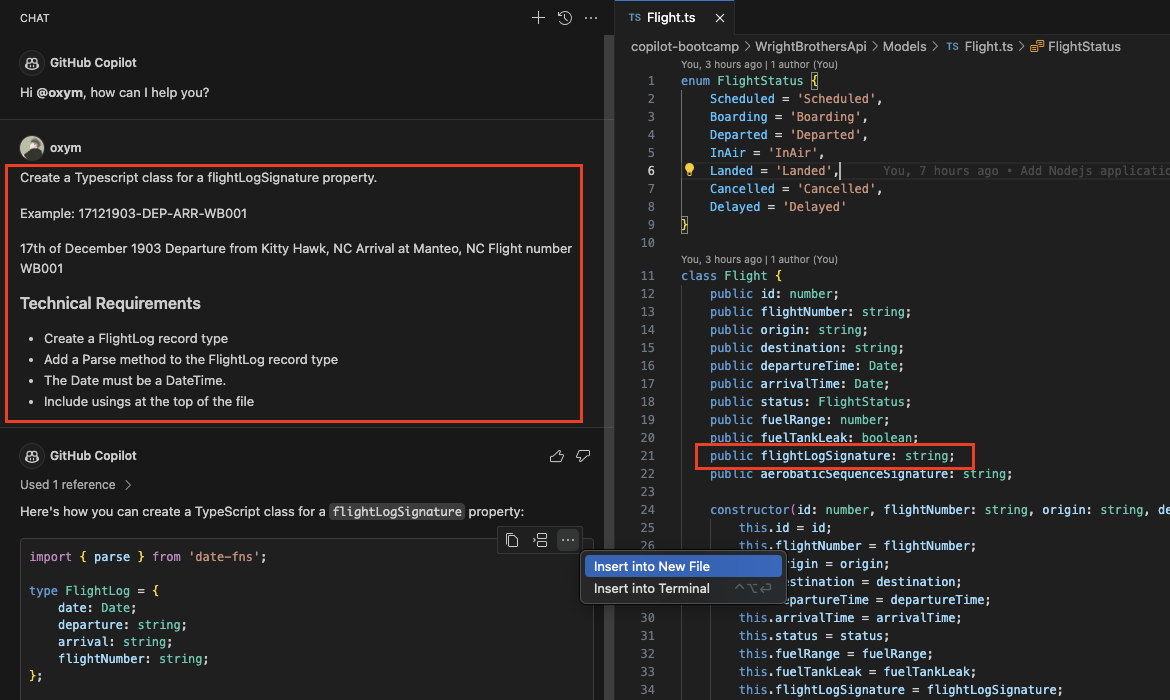 CHAT
GitHub Copilot
Hi @oxym, how can I help you?
oxym
Create a Typescript class for a flightLogSignature property.
Example: 17121903-DEP-ARR-WB001
17th of December 1903 Departure from Kitty Hawk, NC Arrival at Manteo, NC Flight number
WB001
Technical Requirements
• Create a FlightLog record type
• Add a Parse method to the FlightLog record type
• The Date must be a DateTime.
• Include usings at the top of the file
GitHub Copilot
Used 1 reference >
Here's how you can create a TypeScript class for a flightLogSignature property:
import { parse } from 'date-fns';
type FlightLog = {
date: Date;
departure: string;
arrival: string;
flightNumber: string;
};
Insert into New File
Insert into Terminal ^⌥↵
TS Flight.ts ×
copilot-bootcamp > WrightBrothersApi > Models > TS Flight.ts > FlightStatus
You, 3 hours ago | 1 author (You)
1 enum FlightStatus {
2 Scheduled = 'Scheduled',
3 Boarding = 'Boarding',
4 Departed = 'Departed',
5 InAir = 'InAir',
6 Landed = 'Landed', You, 7 hours ago • Add Nodejs applicatio
7 Cancelled = 'Cancelled',
8 Delayed = 'Delayed'
9 }
10
You, 3 hours ago | 1 author (You)
11 class Flight {
12 public id: number;
13 public flightNumber: string;
14 public origin: string;
15 public destination: string;
16 public departureTime: Date;
17 public arrivalTime: Date;
18 public status: FlightStatus;
19 public fuelRange: number;
20 public fuelTankLeak: boolean;
21 public flightLogSignature: string;
22 public aerobaticSequenceSignature: string;
23
24 constructor(id: number, flightNumber: string, origin: string, de
25 this.id = id;
26 this.flightNumber = flightNumber;
igin = origin;
stination = destination;
partureTime = departureTime;
30 this.arrivalTime = arrivalTime;
31 this.status = status;
32 this.fuelRange = fuelRange;
33 this.fuelTankLeak = fuelTankLeak;
34 this.flightLogSignature = flightLogSignature;